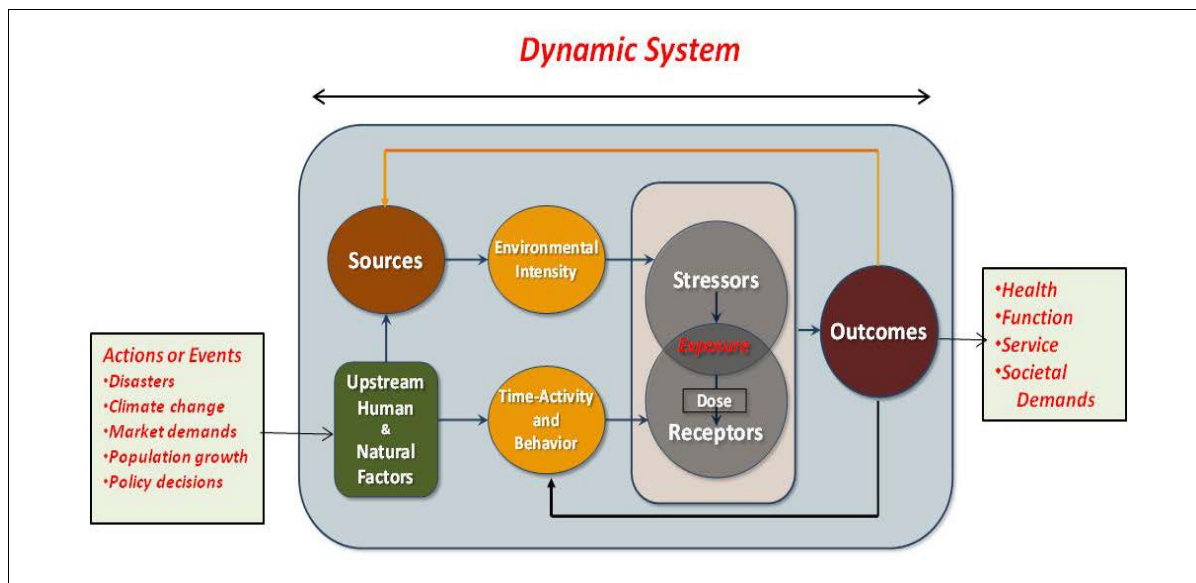 Dynamic System
Sources
Environmental
Intensity
Stressors
Exposure
Dose
Receptors
Outcomes
•Health
•Function
•Service
•Societal
Demands
Actions or Events
•Disasters
•Climate change
•Market demands
•Population growth
•Policy decisions
Upstream
Human
&
Natural
Factors
Time-Activity
and
Behavior